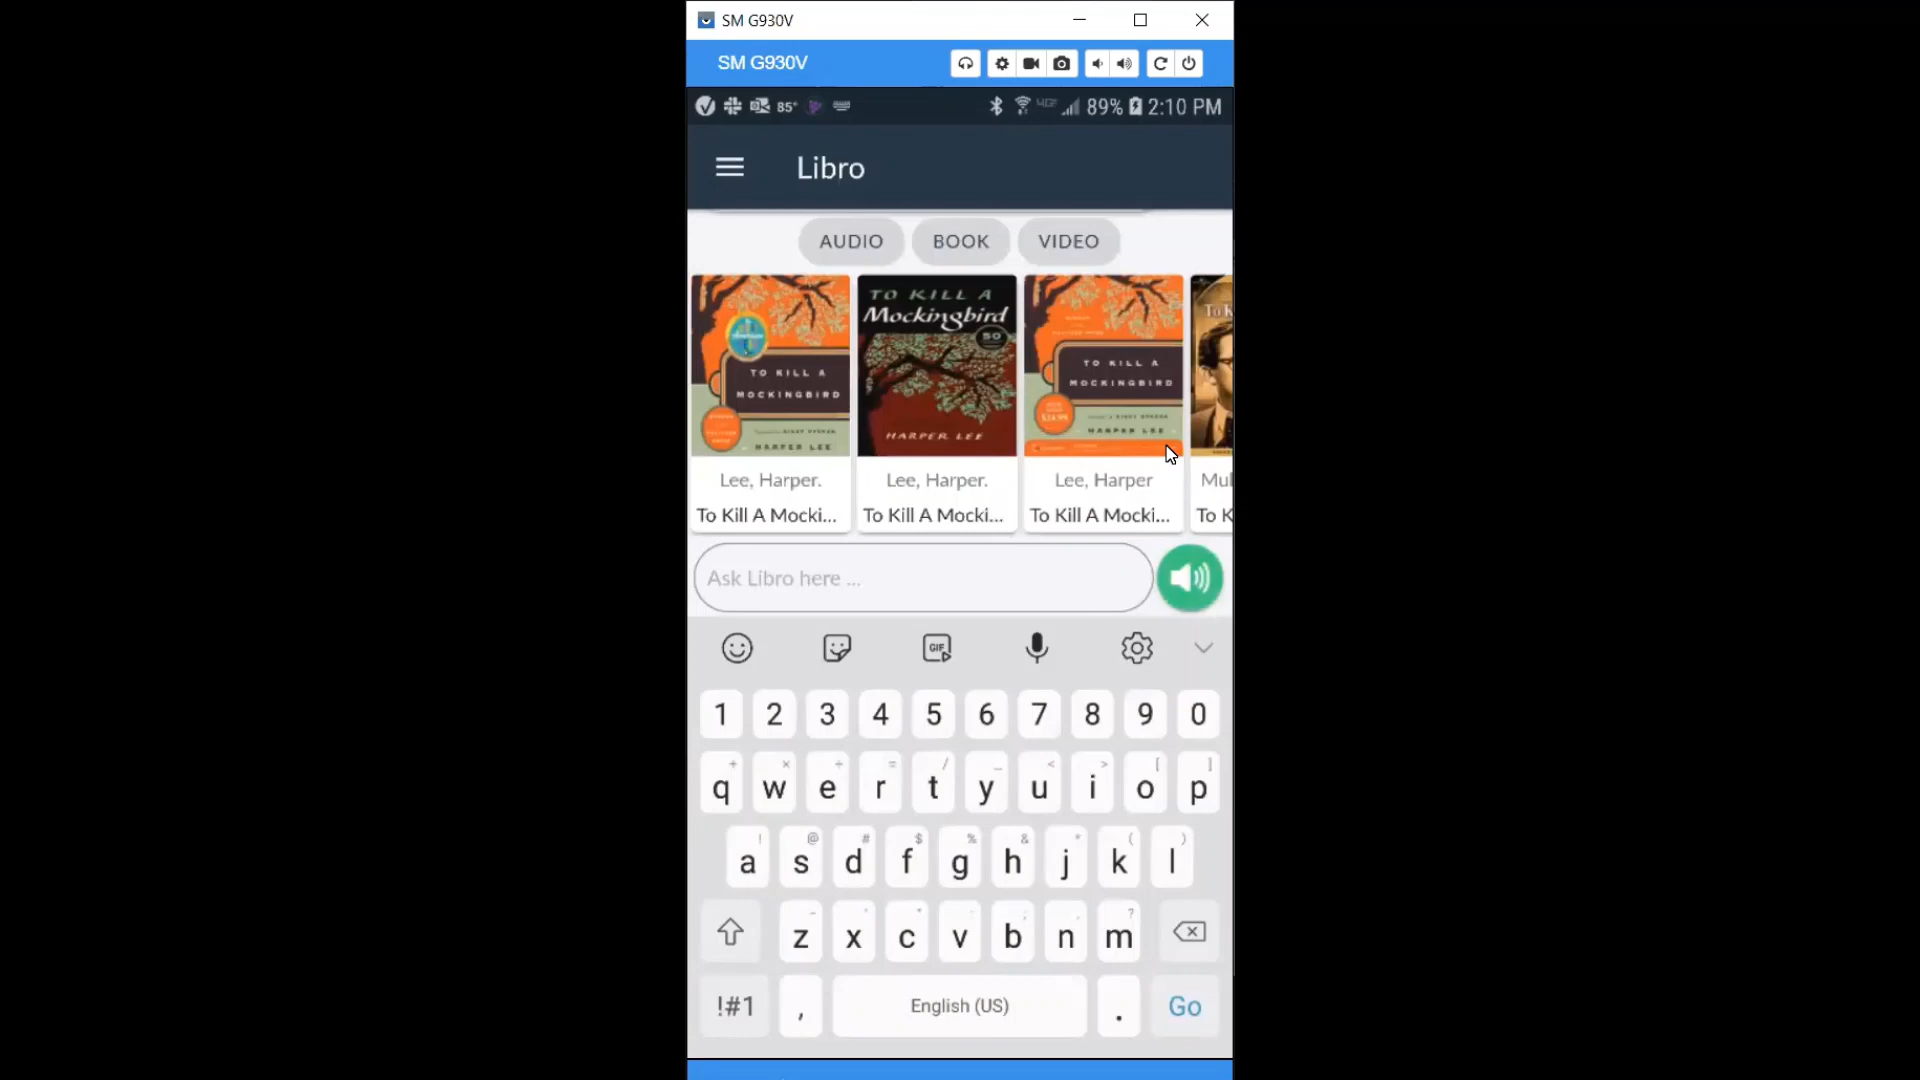 SM G930V
SM G930V
85° 89% 2:10 PM
Libro
AUDIO BOOK VIDEO
TO KILL A
MOCKINGBIRD
HARPER LEE
TO KILL A
Mockingbird
50
HARPER LEE
TO KILL A
MOCKINGBIRD
HARPER LEE
To K
Lee, Harper. Lee, Harper. Lee, Harper Mul
To Kill A Mocki... To Kill A Mocki... To Kill A Mocki... To K
Ask Libro here ...
GIF
1 2 3 4 5 6 7 8 9 0
+ × ÷ = / _ < > [ ]
q w e r t y u i o p
! @ # $ % & * ( )
a s d f g h j k l
- ' " : ; , ?
z x c v b n m
!#1 , English (US) . Go